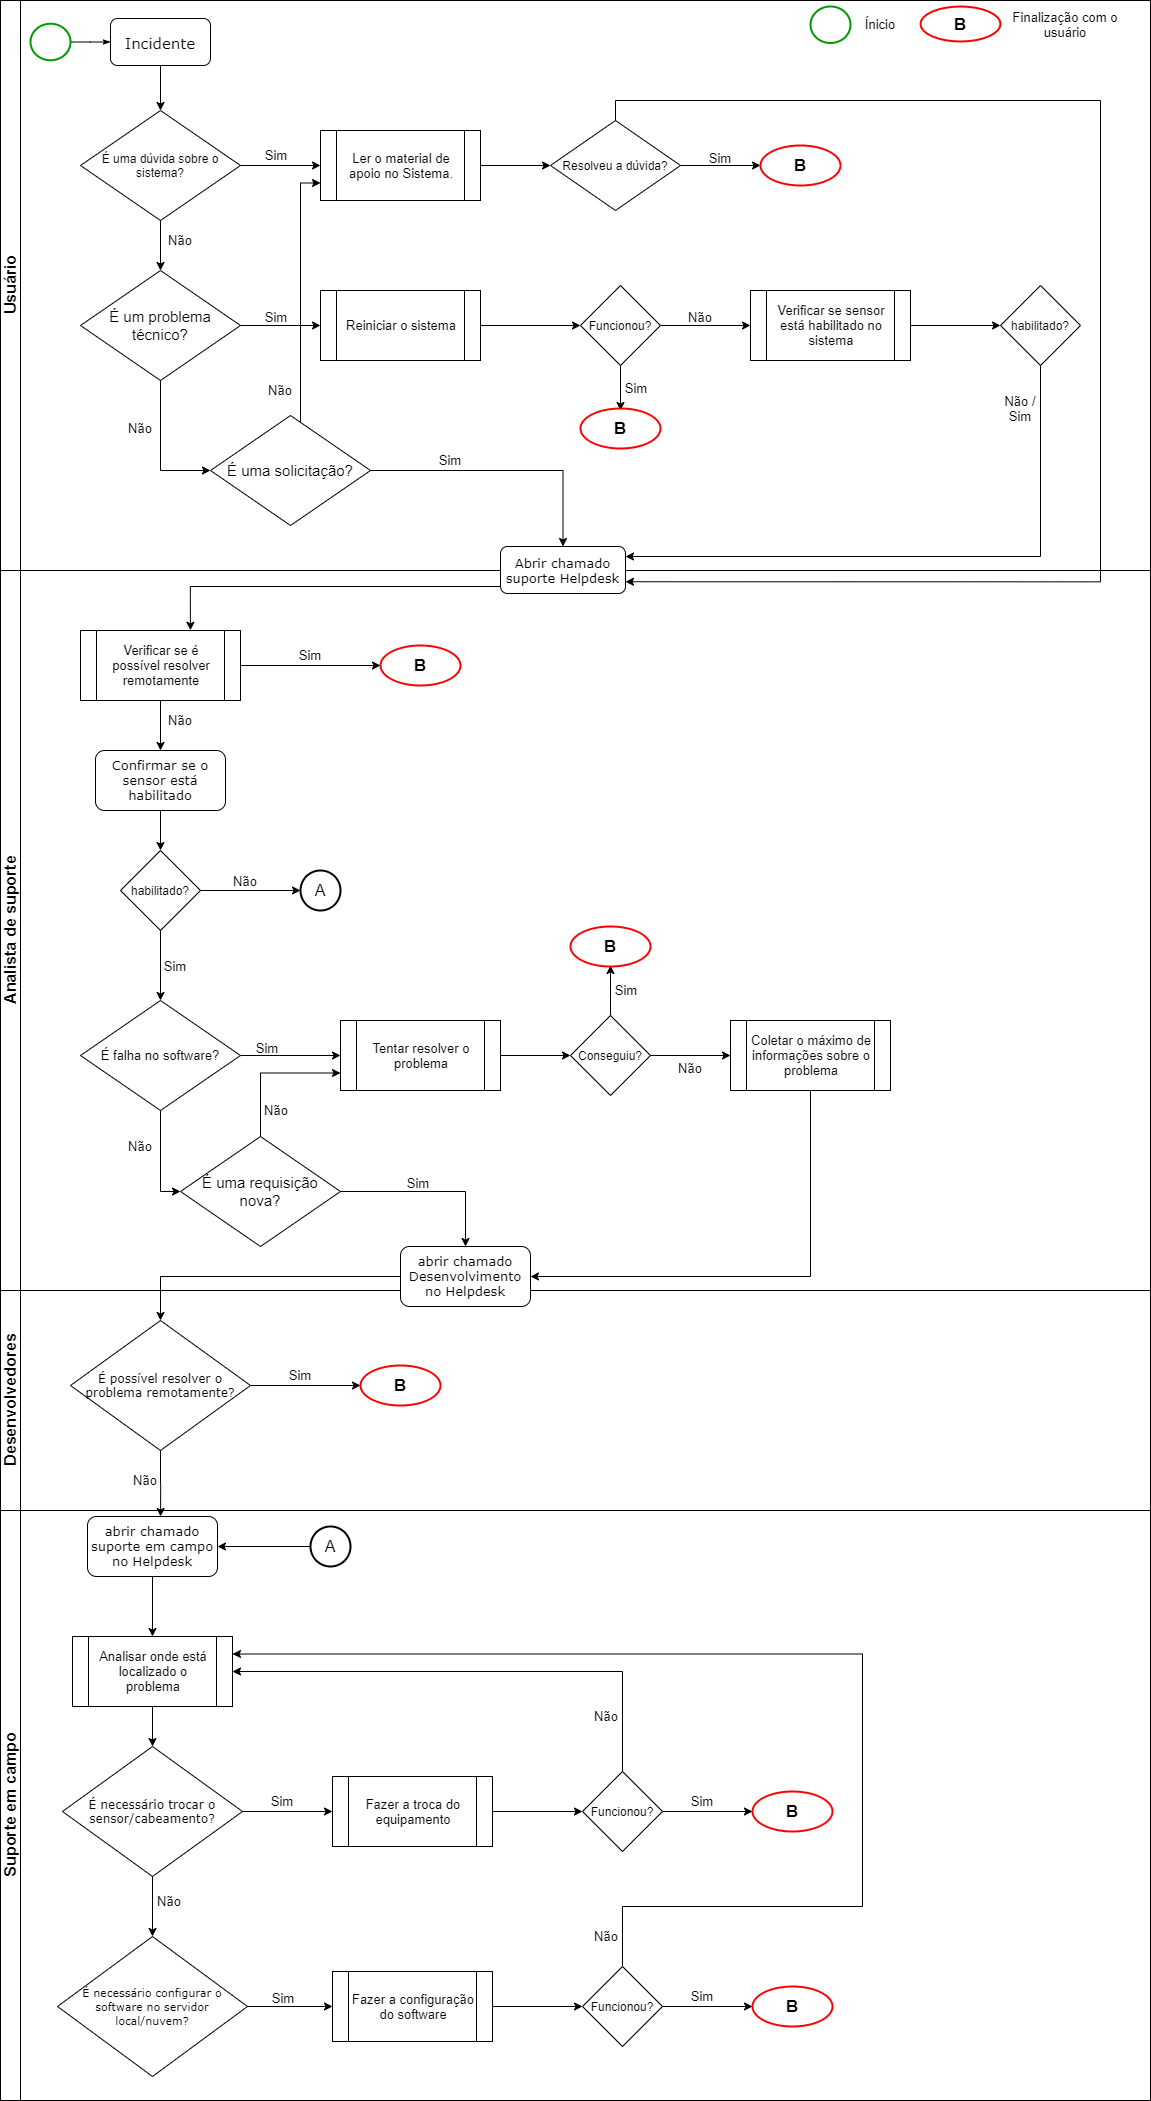 Incidente
Ínicio
B
Finalização com o
usuário
Usuário
É uma dúvida sobre o
sistema?
Sim
Ler o material de
apoio no Sistema.
Resolveu a dúvida?
Sim
B
Não
É um problema
técnico?
Sim
Reiniciar o sistema
Funcionou?
Não
Verificar se sensor
está habilitado no
sistema
habilitado?
Não
Sim
Não /
Sim
B
Não
É uma solicitação?
Sim
Abrir chamado
suporte Helpdesk
Analista de suporte
Verificar se é
possível resolver
remotamente
Sim
B
Não
Confirmar se o
sensor está
habilitado
habilitado?
Não
A
Sim
B
Sim
É falha no software?
Sim
Tentar resolver o
problema
Conseguiu?
Não
Coletar o máximo de
informações sobre o
problema
Não
Não
É uma requisição
nova?
Sim
abrir chamado
Desenvolvimento
no Helpdesk
Desenvolvedores
É possível resolver o
problema remotamente?
Sim
B
Não
Suporte em campo
abrir chamado
suporte em campo
no Helpdesk
A
Analisar onde está
localizado o
problema
Não
É necessário trocar o
sensor/cabeamento?
Sim
Fazer a troca do
equipamento
Funcionou?
Sim
B
Não
Não
É necessário configurar o
software no servidor
local/nuvem?
Sim
Fazer a configuração
do software
Funcionou?
Sim
B